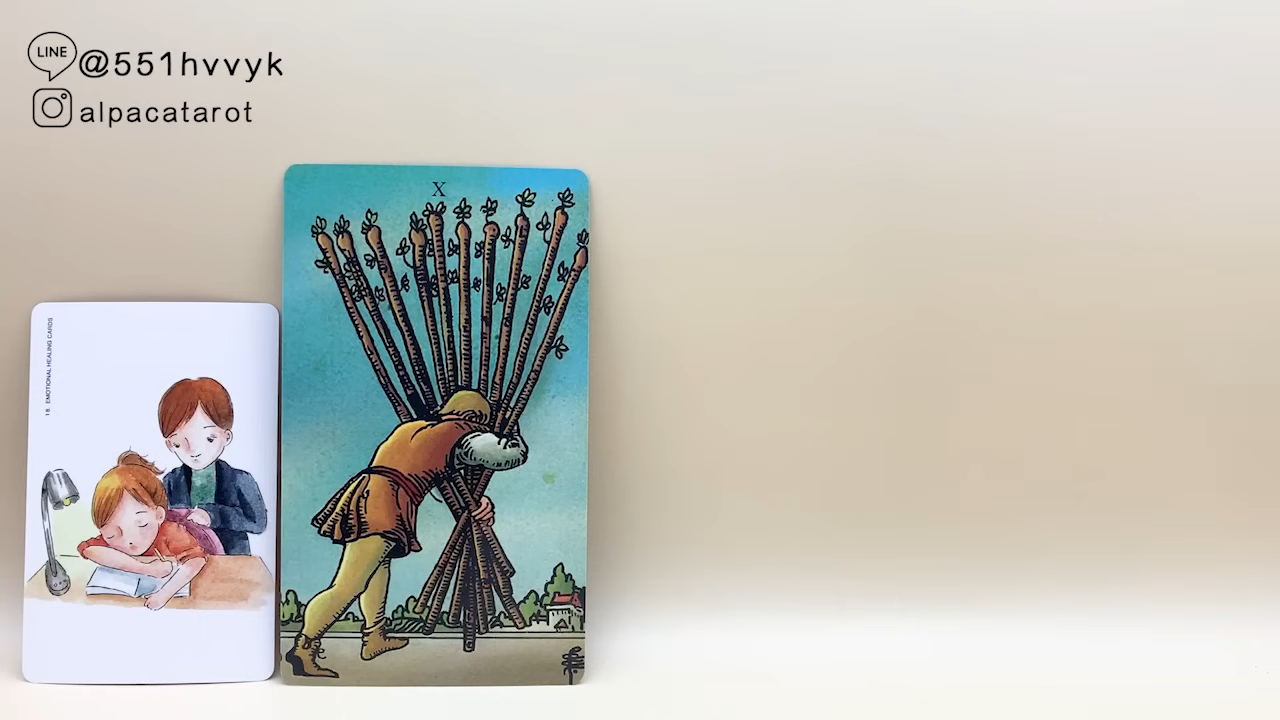 LINE
@551hvvyk
alpacatarot
X
18. EMOTIONAL HEALING CARDS